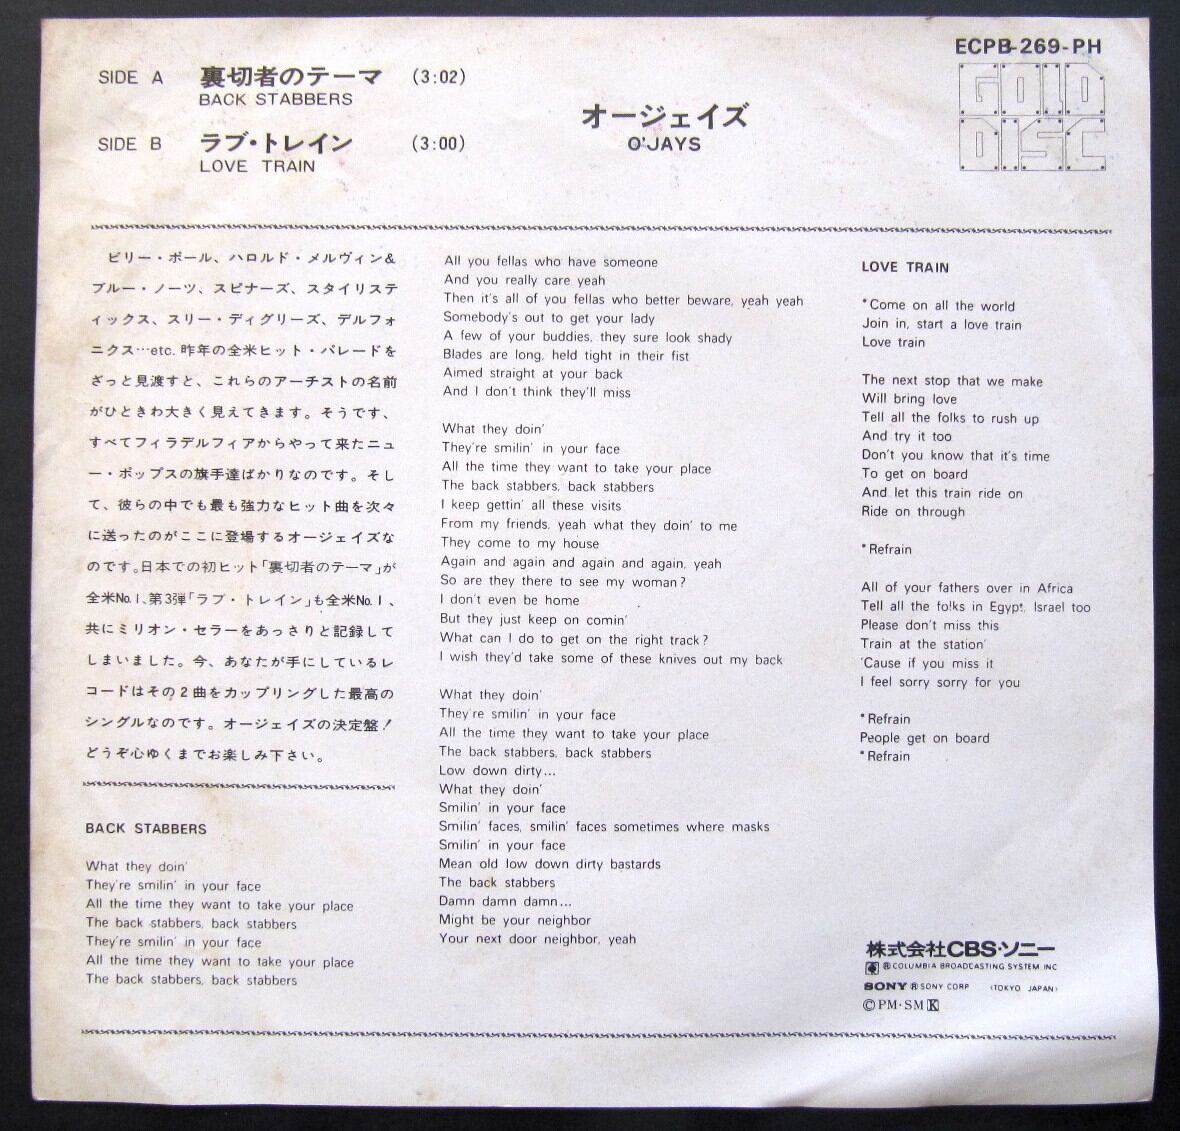 ECPB-269-PH
GOLD DISC
SIDE A 裏切者のテーマ (3:02)
BACK STABBERS
SIDE B ラブ・トレイン (3:00)
LOVE TRAIN
オージェイズ
O'JAYS
ビリー・ポール、ハロルド・メルヴィン&
ブルー・ノーツ、スピナーズ、スタイリステ
ィックス、スリー・ディグリーズ、デルフォ
ニクス…etc. 昨年の全米ヒット・パレードを
ざっと見渡すと、これらのアーチストの名前
がひときわ大きく見えてきます。そうです、
すべてフィラデルフィアからやって来たニュ
ー・ポップスの旗手達ばかりなのです。そし
て、彼らの中でも最も強力なヒット曲を次々
に送ったのがここに登場するオージェイズな
のです。日本での初ヒット「裏切者のテーマ」が
全米No.1、第3弾「ラブ・トレイン」も全米No.1、
共にミリオン・セラーをあっさりと記録して
しまいました。今、あなたが手にしているレ
コードはその2曲をカップリングした最高の
シングルなのです。オージェイズの決定盤!
どうぞ心ゆくまでお楽しみ下さい。
BACK STABBERS
What they doin'
They're smilin' in your face
All the time they want to take your place
The back stabbers, back stabbers
They're smilin' in your face
All the time they want to take your place
The back stabbers, back stabbers
All you fellas who have someone
And you really care yeah
Then it's all of you fellas who better beware, yeah yeah
Somebody's out to get your lady
A few of your buddies, they sure look shady
Blades are long, held tight in their fist
Aimed straight at your back
And I don't think they'll miss
What they doin'
They're smilin' in your face
All the time they want to take your place
The back stabbers, back stabbers
I keep gettin' all these visits
From my friends, yeah what they doin' to me
They come to my house
Again and again and again and again, yeah
So are they there to see my woman?
I don't even be home
But they just keep on comin'
What can I do to get on the right track?
I wish they'd take some of these knives out my back
What they doin'
They're smilin' in your face
All the time they want to take your place
The back stabbers, back stabbers
Low down dirty...
What they doin'
Smilin' in your face
Smilin' faces, smilin' faces sometimes where masks
Smilin' in your face
Mean old low down dirty bastards
The back stabbers
Damn damn damn...
Might be your neighbor
Your next door neighbor, yeah
LOVE TRAIN
*Come on all the world
Join in, start a love train
Love train
The next stop that we make
Will bring love
Tell all the folks to rush up
And try it too
Don't you know that it's time
To get on board
And let this train ride on
Ride on through
*Refrain
All of your fathers over in Africa
Tell all the folks in Egypt, Israel too
Please don't miss this
Train at the station'
'Cause if you miss it
I feel sorry sorry for you
*Refrain
People get on board
*Refrain
株式会社CBS・ソニー
® COLUMBIA BROADCASTING SYSTEM INC
SONY ® SONY CORP (TOKYO JAPAN)
© PM・SM K